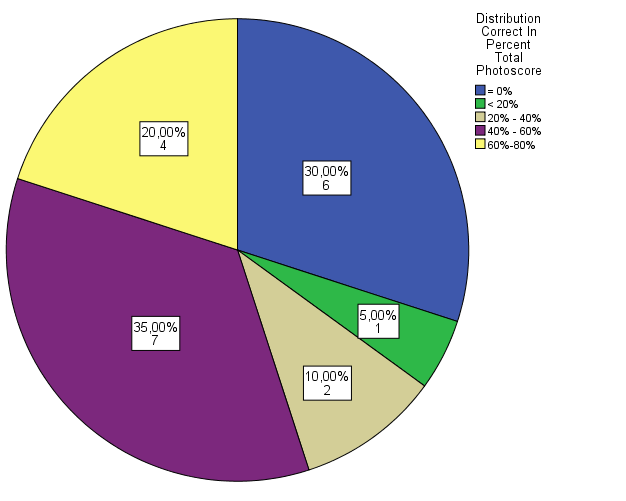 Distribution
Correct In
Percent
Total
Photoscore
= 0%
< 20%
20% - 40%
40% - 60%
60%-80%
20,00%
4
30,00%
6
5,00%
1
35,00%
7
10,00%
2